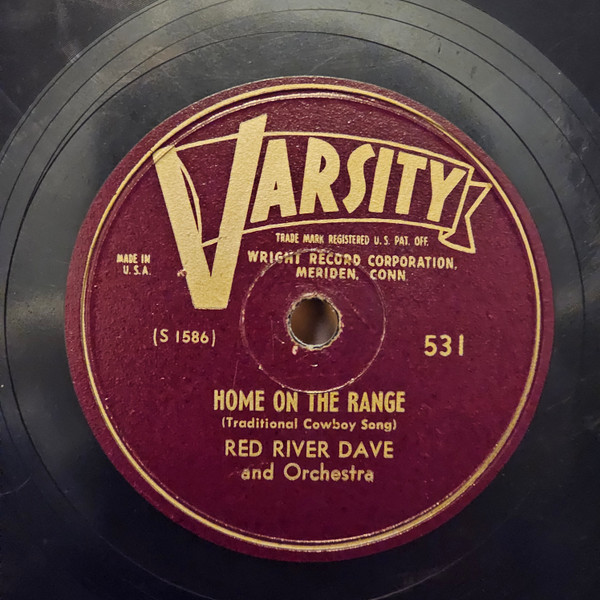 VARSITY
TRADE MARK REGISTERED U.S. PAT. OFF.
MADE IN
U.S.A.
WRIGHT RECORD CORPORATION,
MERIDEN, CONN
(S 1586)
531
HOME ON THE RANGE
(Traditional Cowboy Song)
RED RIVER DAVE
and Orchestra